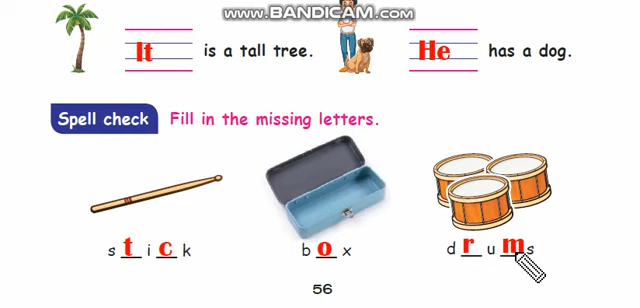 www.BANDICAM.com
It is a tall tree. He has a dog.
Spell check Fill in the missing letters.
s t i c k b o x d r u m s
56